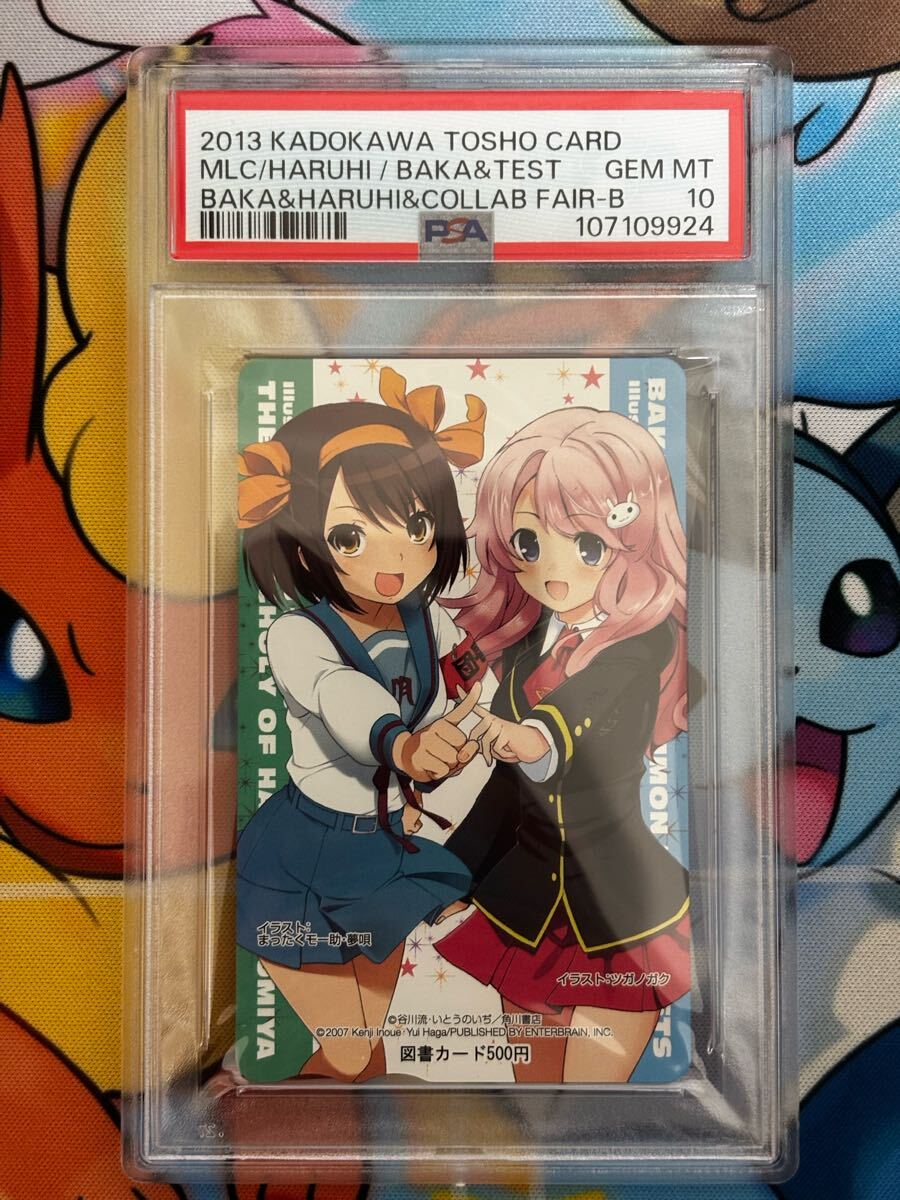 2013 KADOKAWA TOSHO CARD
MLC/HARUHI / BAKA&TEST GEM MT
BAKA&HARUHI&COLLAB FAIR-B 10
PSA 107109924
団
イラスト:
まったくモー助・夢唄
イラスト:ツガノガク
©谷川流・いとうのいぢ/角川書店
©2007 Kenji Inoue・Yui Haga/PUBLISHED BY ENTERBRAIN, INC.
図書カード500円